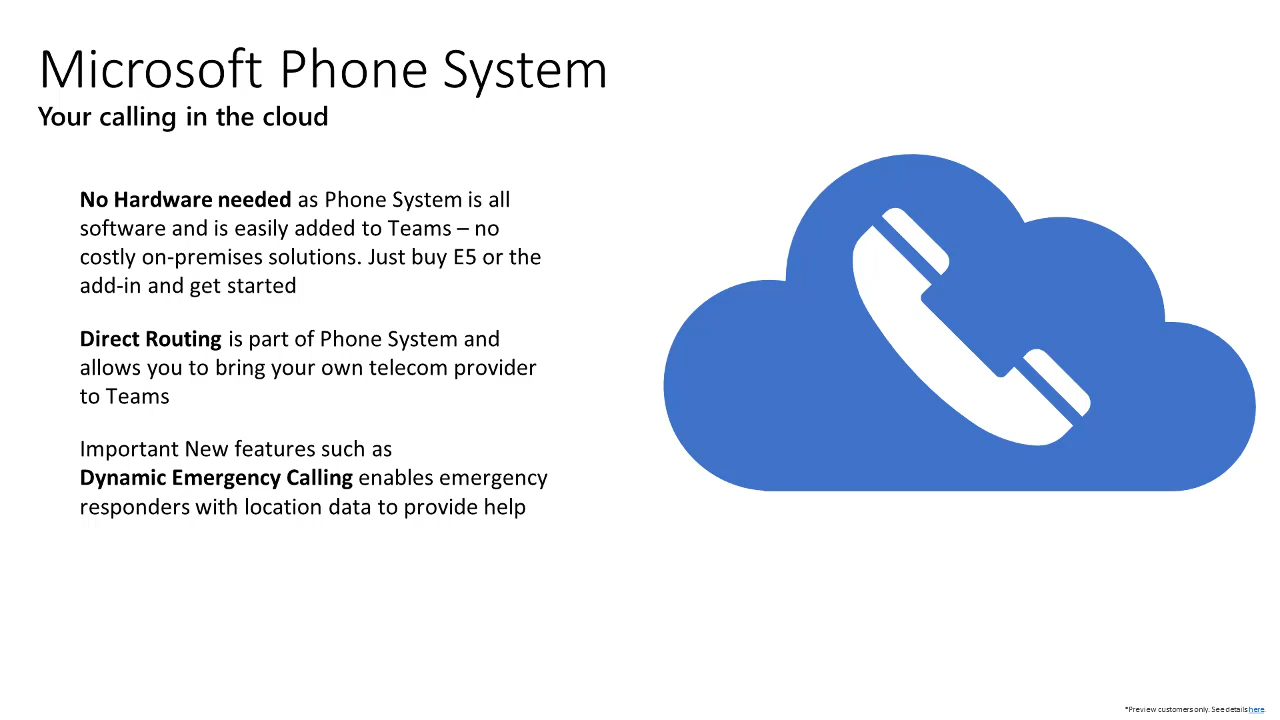 Microsoft Phone System
Your calling in the cloud
No Hardware needed as Phone System is all
software and is easily added to Teams – no
costly on-premises solutions. Just buy E5 or the
add-in and get started
Direct Routing is part of Phone System and
allows you to bring your own telecom provider
to Teams
Important New features such as
Dynamic Emergency Calling enables emergency
responders with location data to provide help
*Preview customers only. See details here.